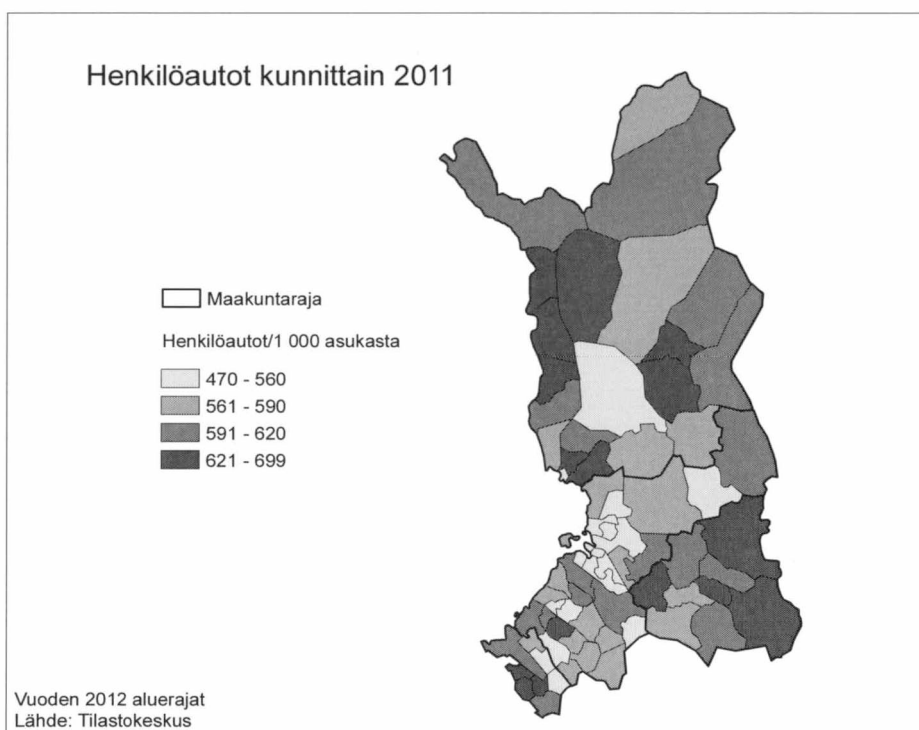 Henkilöautot kunnittain 2011
Maakuntaraja
Henkilöautot/1 000 asukasta
470 - 560
561 - 590
591 - 620
621 - 699
Vuoden 2012 aluerajat
Lähde: Tilastokeskus